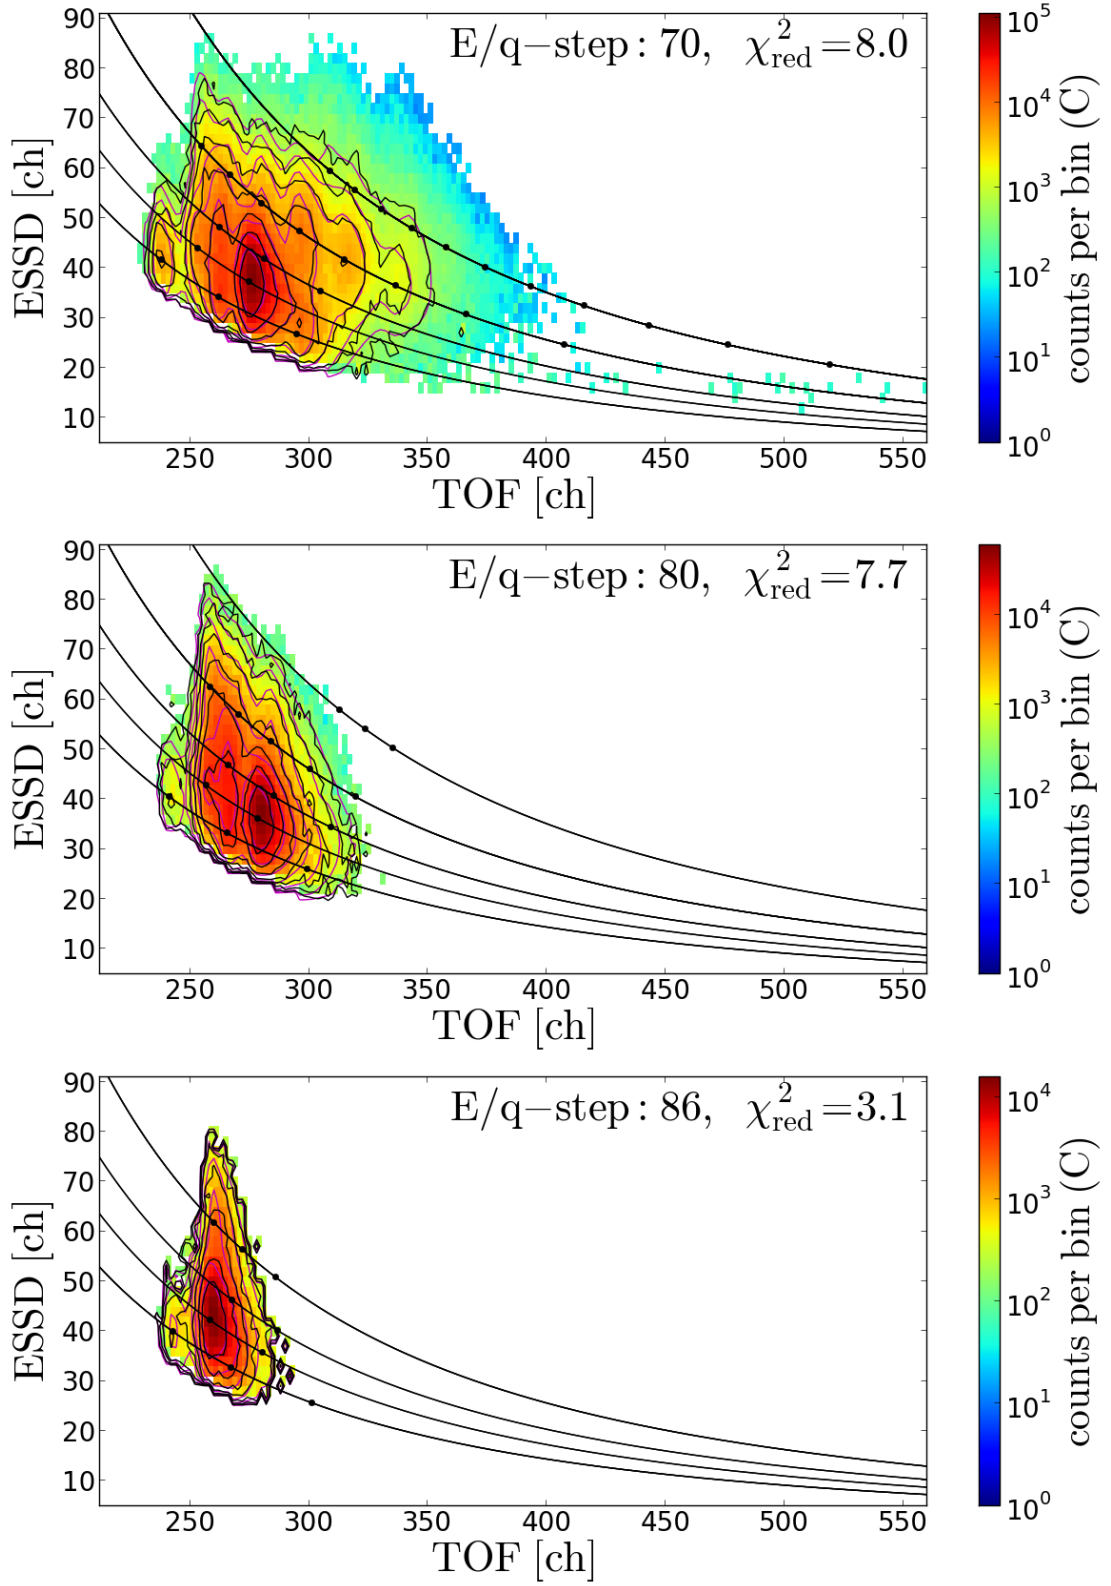 E/q−step: 70, χ²red=8.0
90
80
70
60
50
40
30
20
10
ESSD [ch]
250 300 350 400 450 500 550
TOF [ch]
10⁵
10⁴
10³
10²
10¹
10⁰
counts per bin (C)
E/q−step: 80, χ²red=7.7
90
80
70
60
50
40
30
20
10
ESSD [ch]
250 300 350 400 450 500 550
TOF [ch]
10⁴
10³
10²
10¹
10⁰
counts per bin (C)
E/q−step: 86, χ²red=3.1
90
80
70
60
50
40
30
20
10
ESSD [ch]
250 300 350 400 450 500 550
TOF [ch]
10⁴
10³
10²
10¹
10⁰
counts per bin (C)